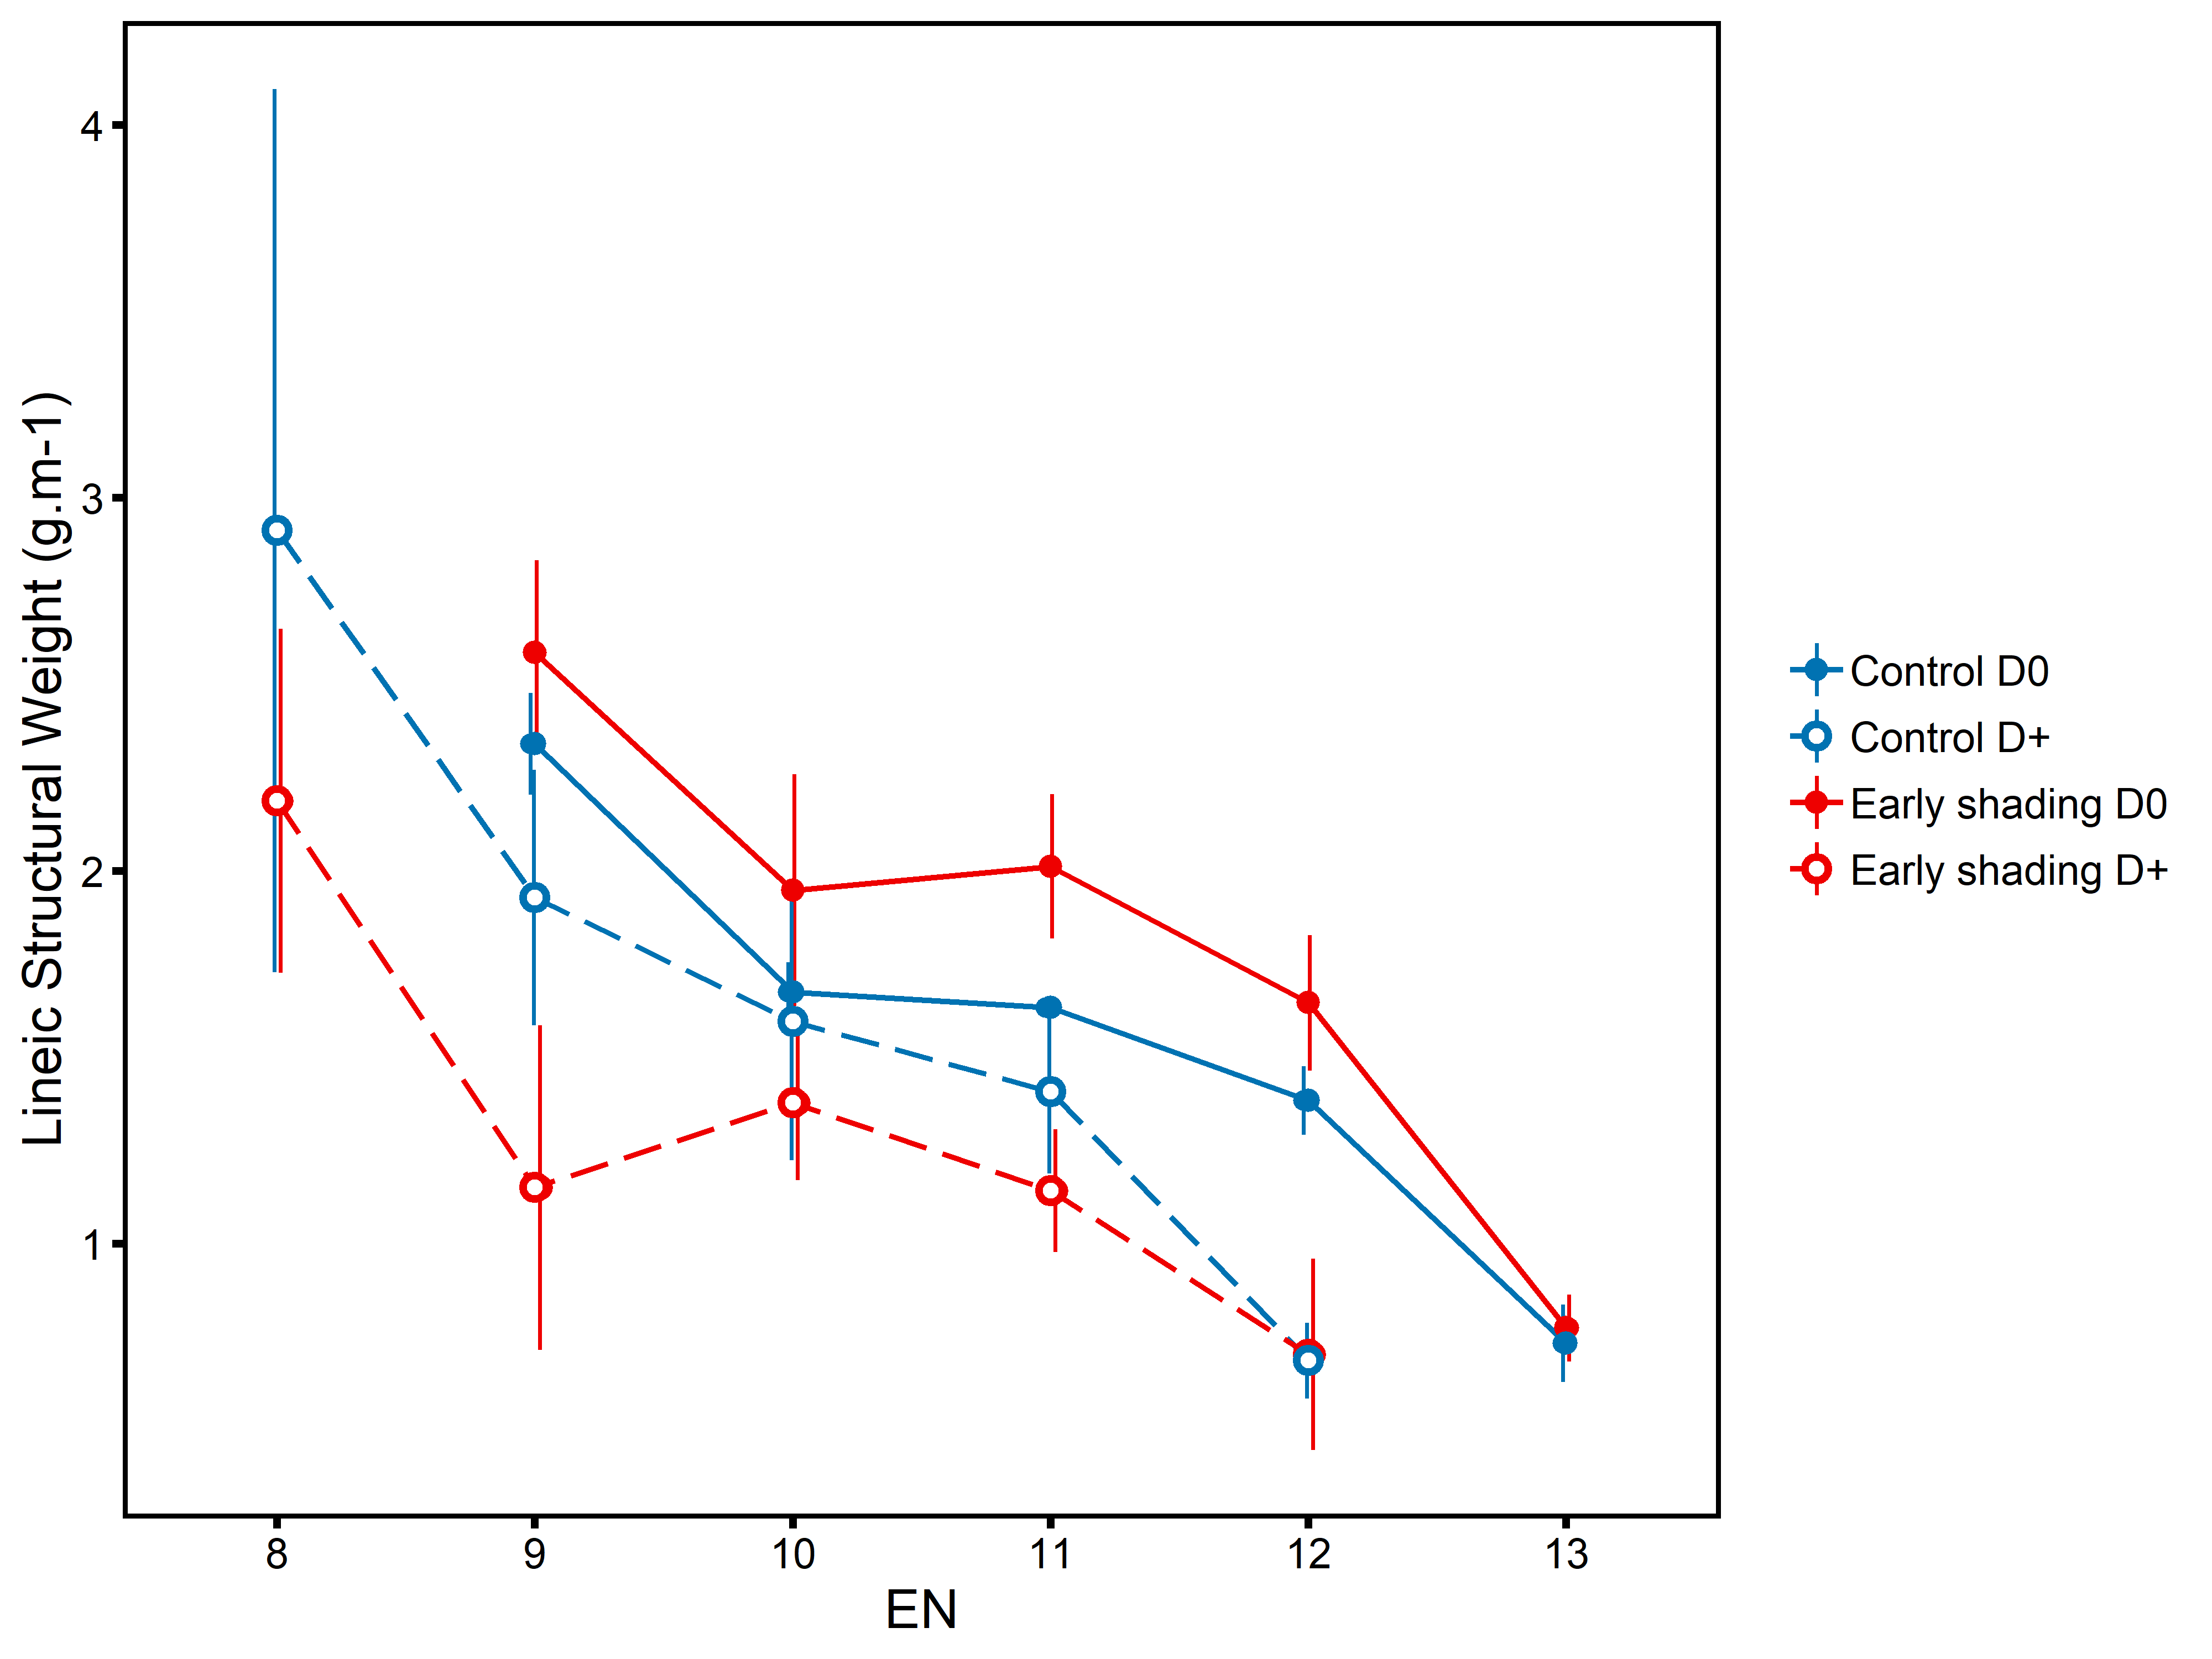 Lineic Structural Weight (g.m-1)
4
3
2
1
8 9 10 11 12 13
EN
Control D0
Control D+
Early shading D0
Early shading D+